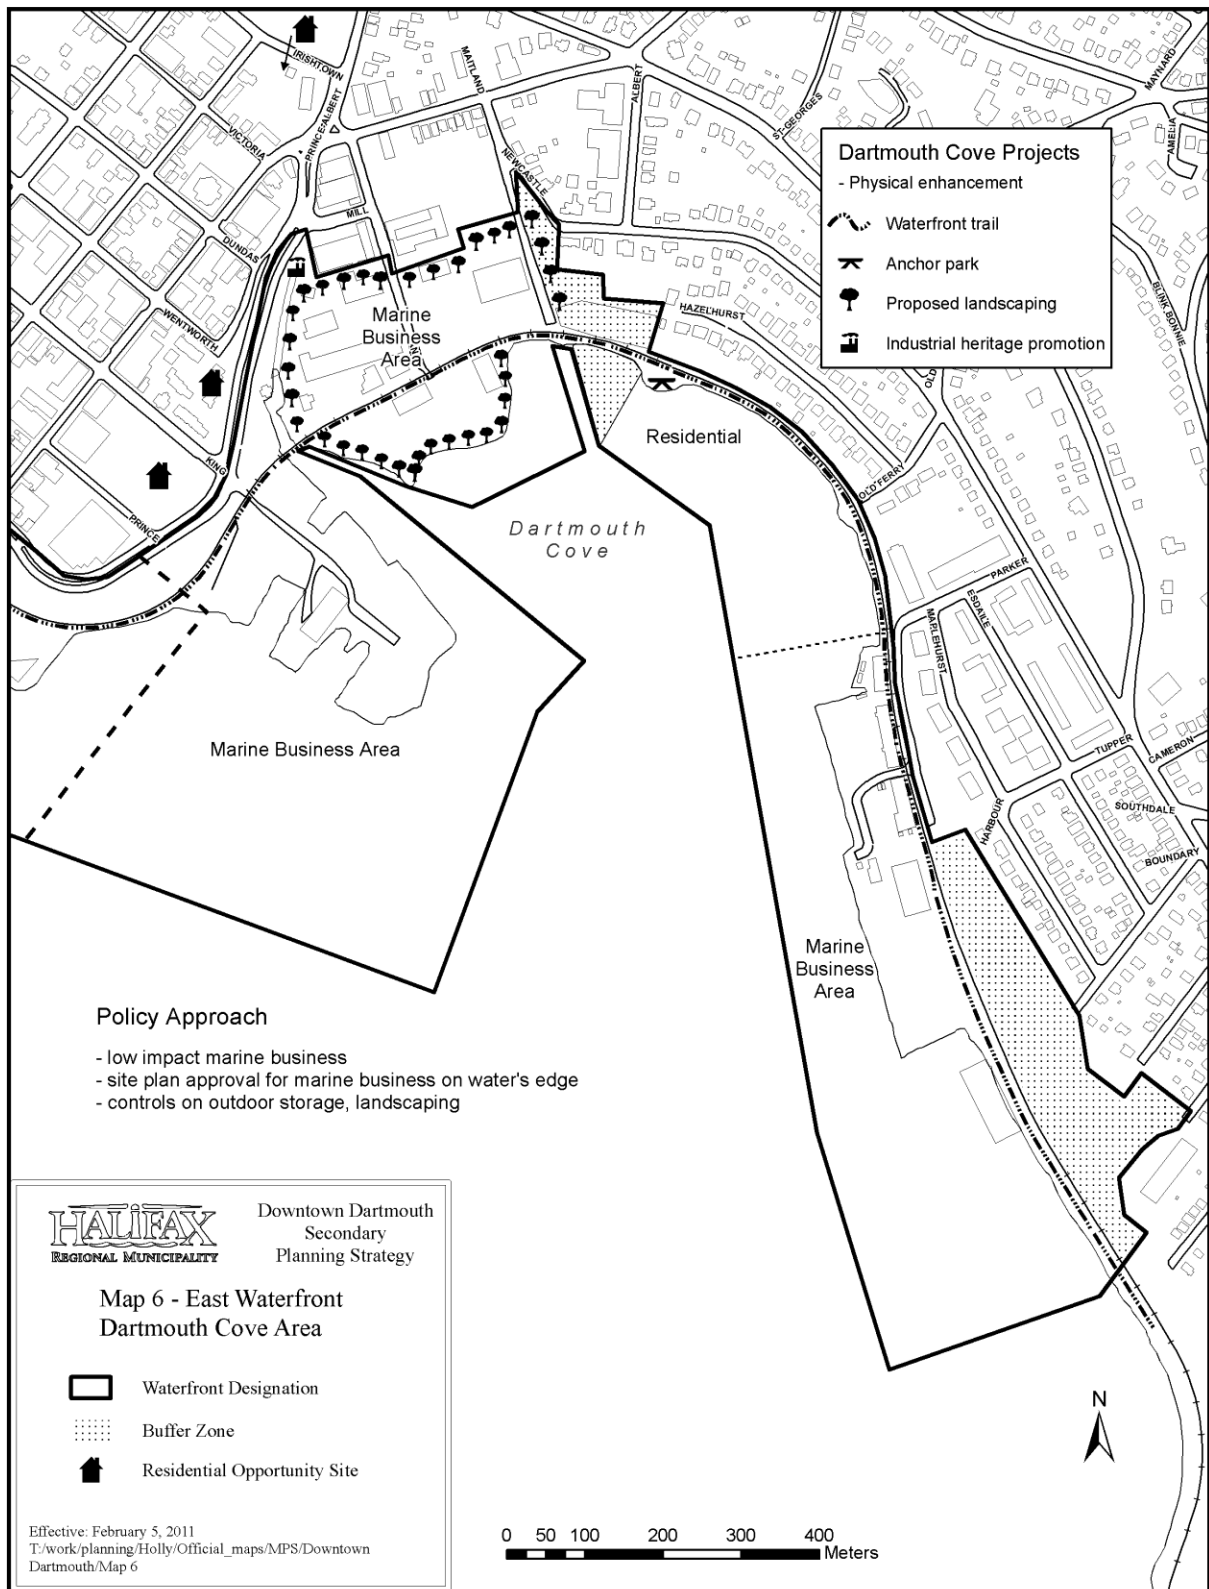 IRISHTOWN
MAITLAND
ALBERT
ST-GEORGES
MAYNARD
AMELIA
VICTORIA
PRINCE ALBERT
NEWCASTLE
MILL
DUNDAS
WENTWORTH
HAZELHURST
BLINK BONNIE
OLD
Dartmouth Cove Projects
- Physical enhancement
Waterfront trail
Anchor park
Proposed landscaping
Industrial heritage promotion
Marine
Business
Area
Residential
KING
PRINCE
OLD FERRY
Dartmouth
Cove
PARKER
ESDAILE
MAPLEHURST
TUPPER
CAMERON
SOUTHDALE
HARBOUR
BOUNDARY
Marine Business Area
Marine
Business
Area
Policy Approach
- low impact marine business
- site plan approval for marine business on water's edge
- controls on outdoor storage, landscaping
HALIFAX
REGIONAL MUNICIPALITY
Downtown Dartmouth
Secondary
Planning Strategy
Map 6 - East Waterfront
Dartmouth Cove Area
Waterfront Designation
Buffer Zone
Residential Opportunity Site
Effective: February 5, 2011
T:/work/planning/Holly/Official_maps/MPS/Downtown
Dartmouth/Map 6
N
0 50 100 200 300 400
Meters